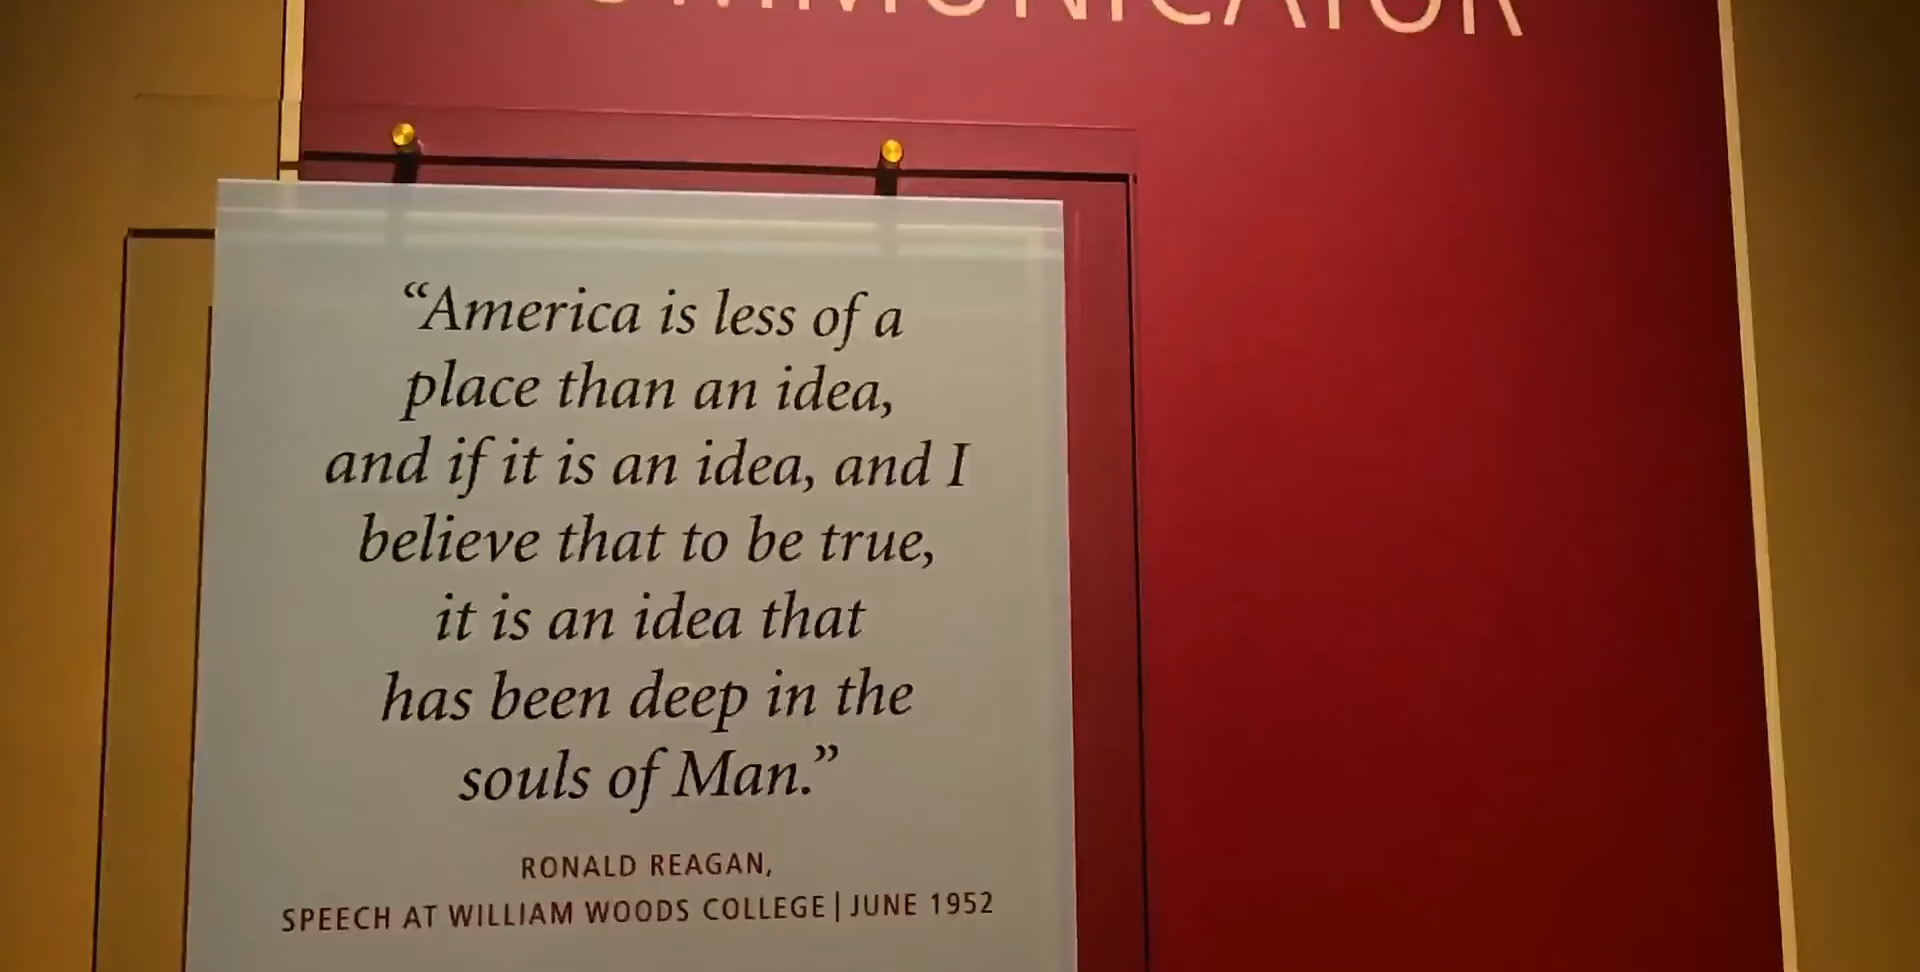 COMMUNICATOR
“America is less of a
place than an idea,
and if it is an idea, and I
believe that to be true,
it is an idea that
has been deep in the
souls of Man.”
RONALD REAGAN,
SPEECH AT WILLIAM WOODS COLLEGE | JUNE 1952